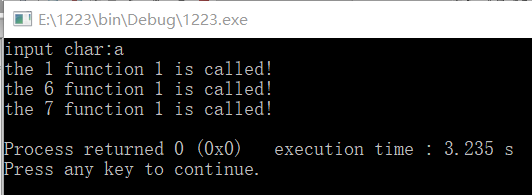 E:\1223\bin\Debug\1223.exe
input char:a
the 1 function 1 is called!
the 6 function 1 is called!
the 7 function 1 is called!
Process returned 0 (0x0)   execution time : 3.235 s
Press any key to continue.